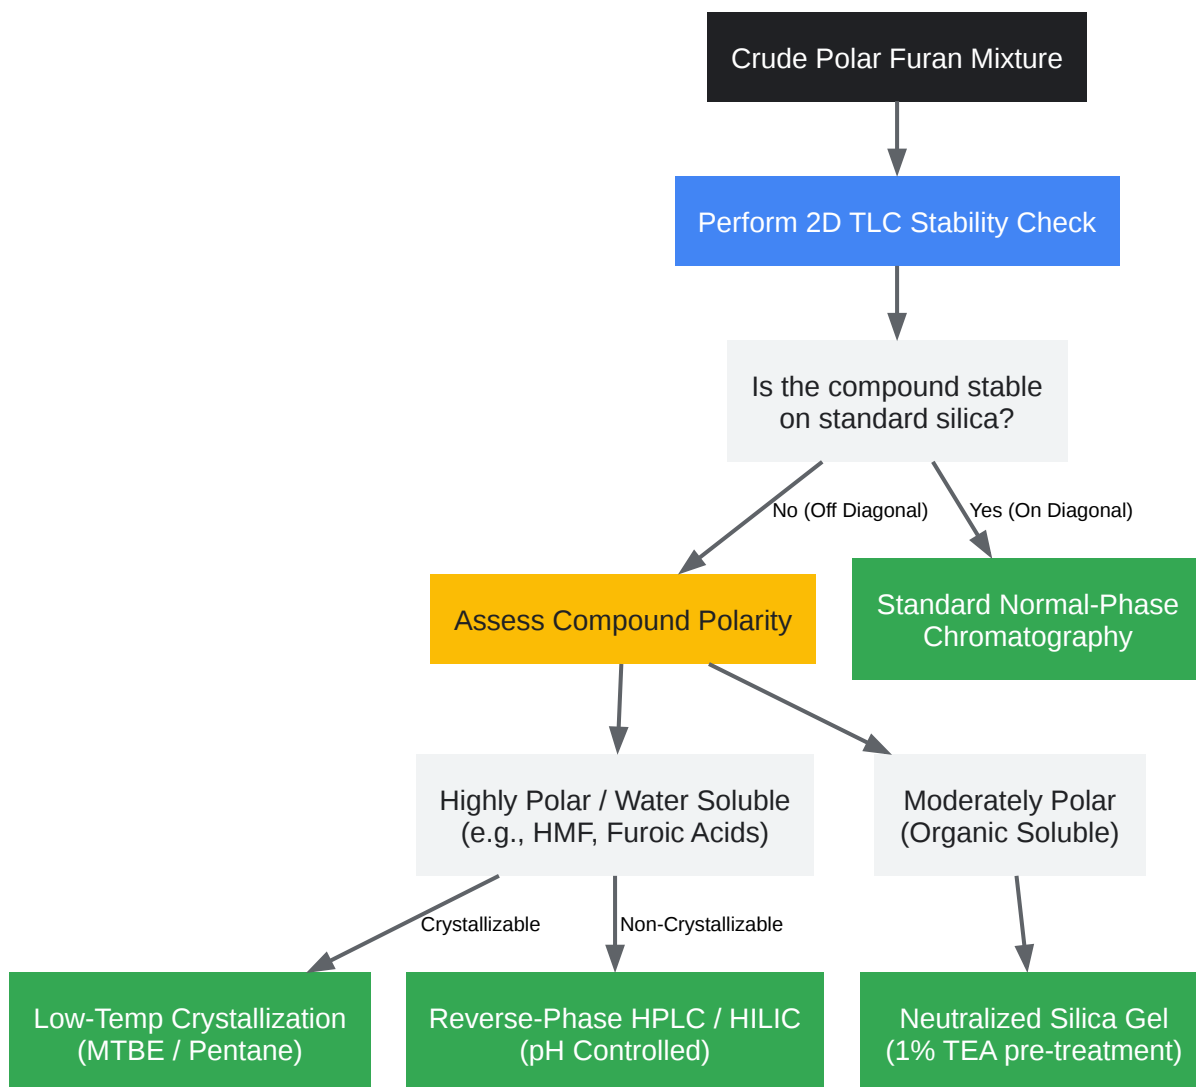 Crude Polar Furan Mixture
Perform 2D TLC Stability Check
Is the compound stable
on standard silica?
No (Off Diagonal)
Yes (On Diagonal)
Assess Compound Polarity
Standard Normal-Phase
Chromatography
Highly Polar / Water Soluble
(e.g., HMF, Furoic Acids)
Moderately Polar
(Organic Soluble)
Crystallizable
Non-Crystallizable
Low-Temp Crystallization
(MTBE / Pentane)
Reverse-Phase HPLC / HILIC
(pH Controlled)
Neutralized Silica Gel
(1% TEA pre-treatment)